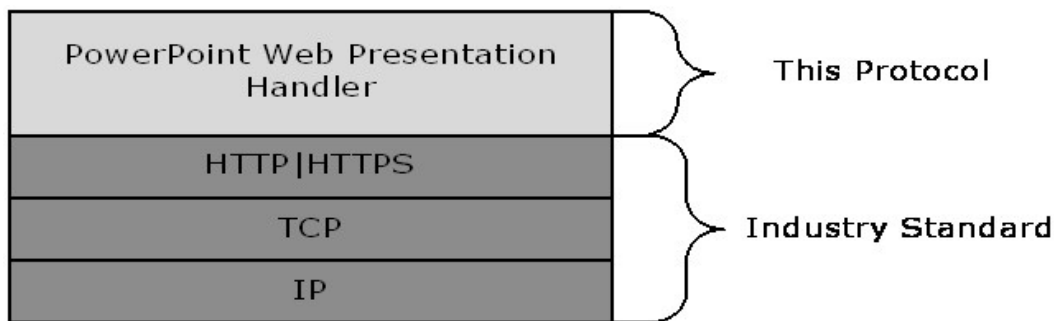 PowerPoint Web Presentation
Handler
This Protocol
HTTP|HTTPS
TCP
IP
Industry Standard